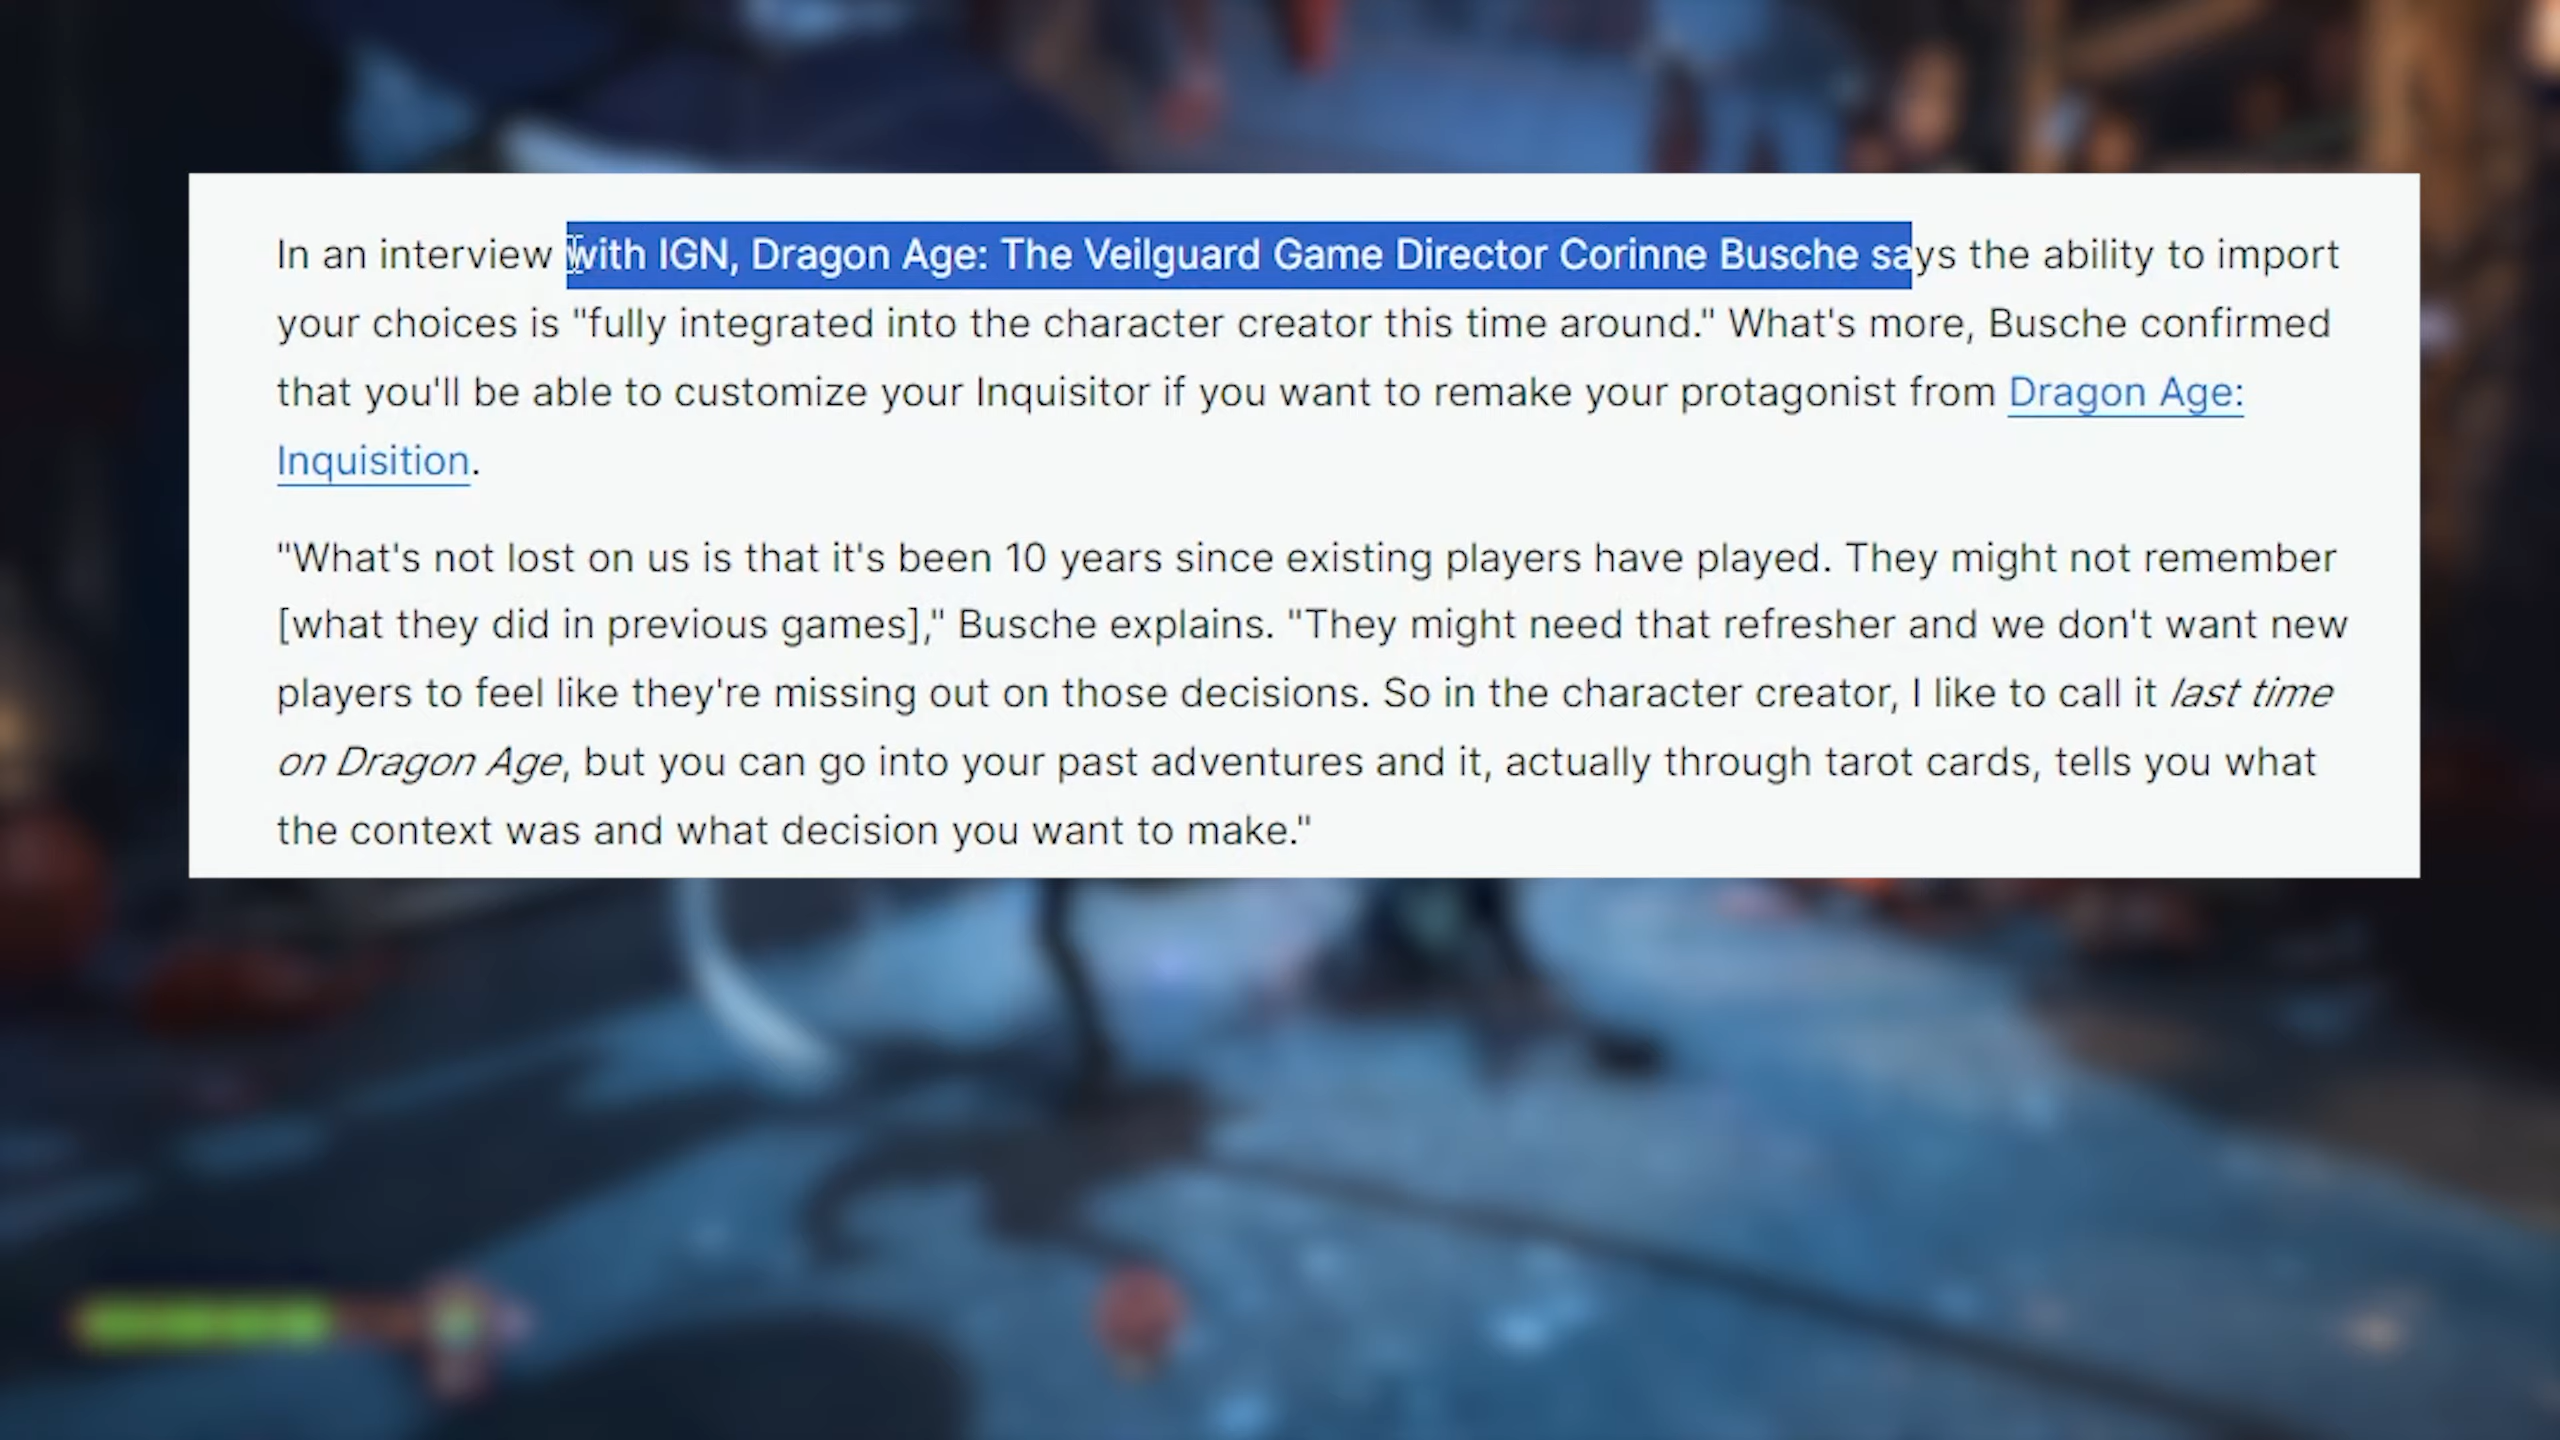 In an interview with IGN, Dragon Age: The Veilguard Game Director Corinne Busche says the ability to import
your choices is "fully integrated into the character creator this time around." What's more, Busche confirmed
that you'll be able to customize your Inquisitor if you want to remake your protagonist from Dragon Age:
Inquisition.
"What's not lost on us is that it's been 10 years since existing players have played. They might not remember
[what they did in previous games]," Busche explains. "They might need that refresher and we don't want new
players to feel like they're missing out on those decisions. So in the character creator, I like to call it last time
on Dragon Age, but you can go into your past adventures and it, actually through tarot cards, tells you what
the context was and what decision you want to make."